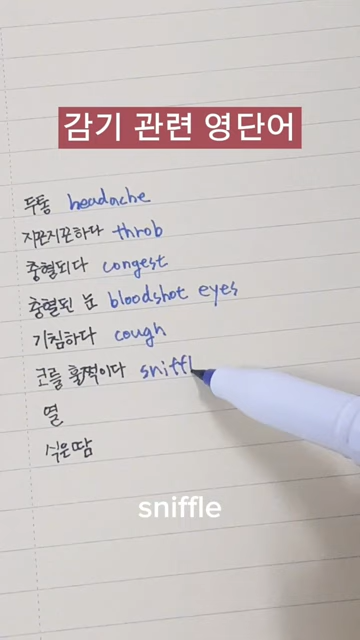 감기 관련 영단어
두통 headache
지끈지끈하다 throb
충혈되다 congest
충혈된 눈 bloodshot eyes
기침하다 cough
코를 훌쩍이다 sniffl
열
식은땀
sniffle